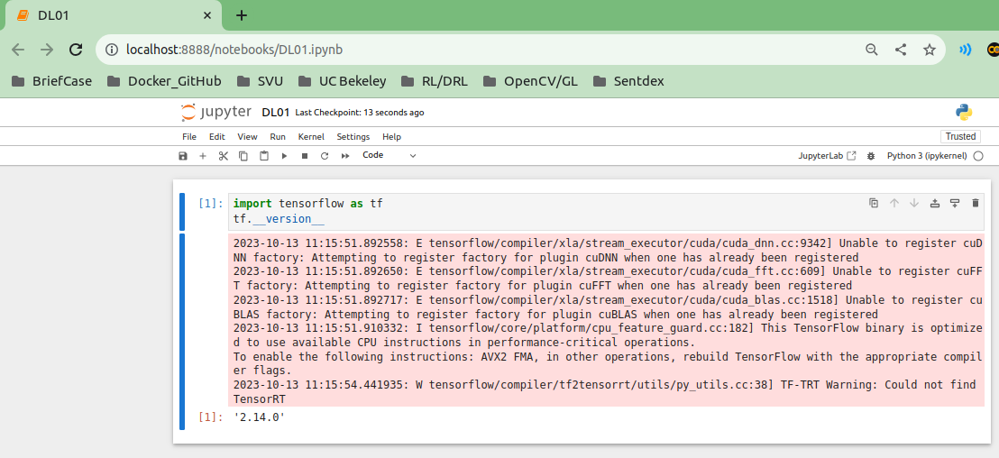 DL01
localhost:8888/notebooks/DL01.ipynb
BriefCase Docker_GitHub SVU UC Bekeley RL/DRL OpenCV/GL Sentdex
jupyter DL01 Last Checkpoint: 13 seconds ago
File Edit View Run Kernel Settings Help Trusted
Code JupyterLab Python 3 (ipykernel)
[1]: import tensorflow as tf
tf.__version__
2023-10-13 11:15:51.892558: E tensorflow/compiler/xla/stream_executor/cuda/cuda_dnn.cc:9342] Unable to register cuD
NN factory: Attempting to register factory for plugin cuDNN when one has already been registered
2023-10-13 11:15:51.892650: E tensorflow/compiler/xla/stream_executor/cuda/cuda_fft.cc:609] Unable to register cuFF
T factory: Attempting to register factory for plugin cuFFT when one has already been registered
2023-10-13 11:15:51.892717: E tensorflow/compiler/xla/stream_executor/cuda/cuda_blas.cc:1518] Unable to register cu
BLAS factory: Attempting to register factory for plugin cuBLAS when one has already been registered
2023-10-13 11:15:51.910332: I tensorflow/core/platform/cpu_feature_guard.cc:182] This TensorFlow binary is optimize
d to use available CPU instructions in performance-critical operations.
To enable the following instructions: AVX2 FMA, in other operations, rebuild TensorFlow with the appropriate compil
er flags.
2023-10-13 11:15:54.441935: W tensorflow/compiler/tf2tensorrt/utils/py_utils.cc:38] TF-TRT Warning: Could not find
TensorRT
[1]: '2.14.0'